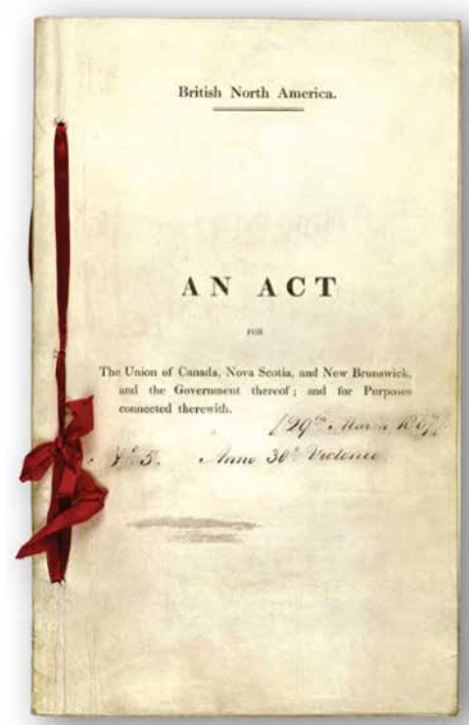 British North America.
AN ACT
FOR
The Union of Canada, Nova Scotia, and New Brunswick,
and the Government thereof; and for Purposes
connected therewith.
[29th March 1867]
Anno 30° Victoriæ